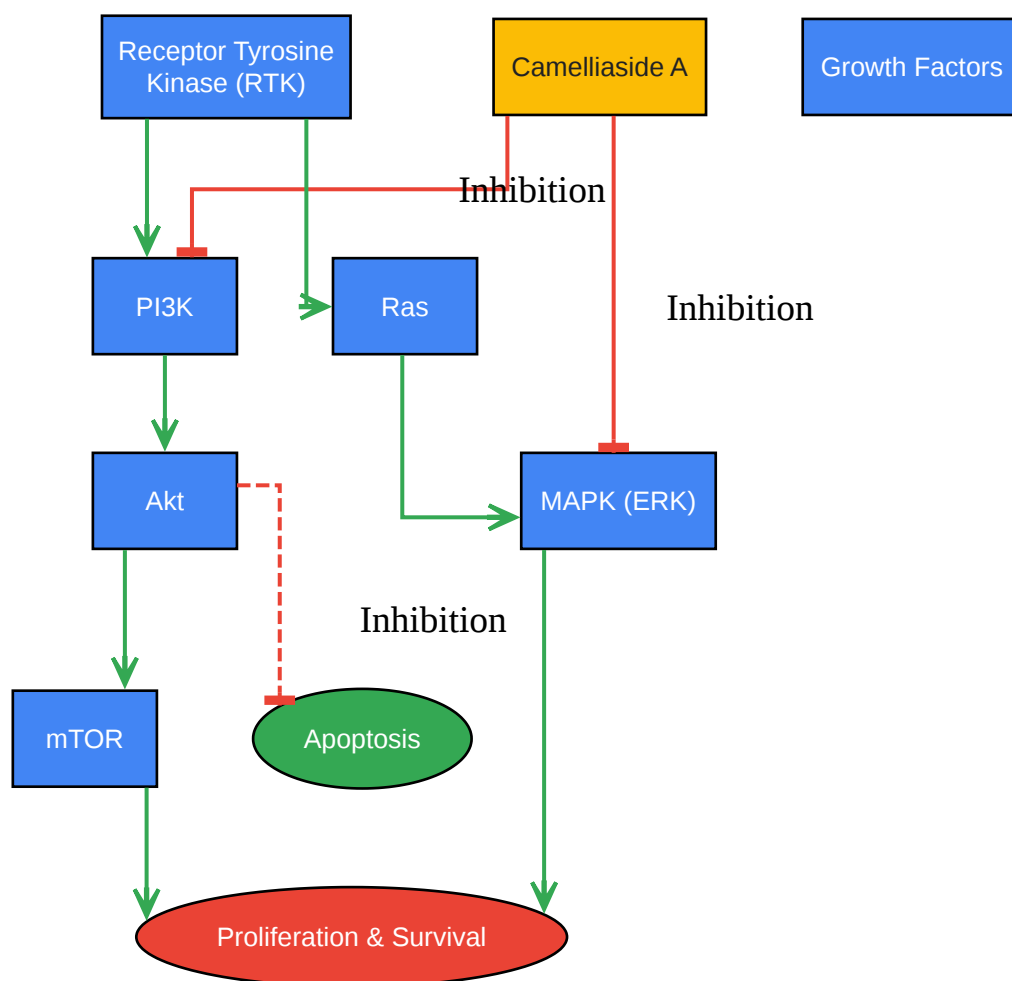 Receptor Tyrosine
Kinase (RTK)
Camelliaside A
Growth Factors
Inhibition
PI3K
Ras
Inhibition
Akt
MAPK (ERK)
Inhibition
mTOR
Apoptosis
Proliferation & Survival